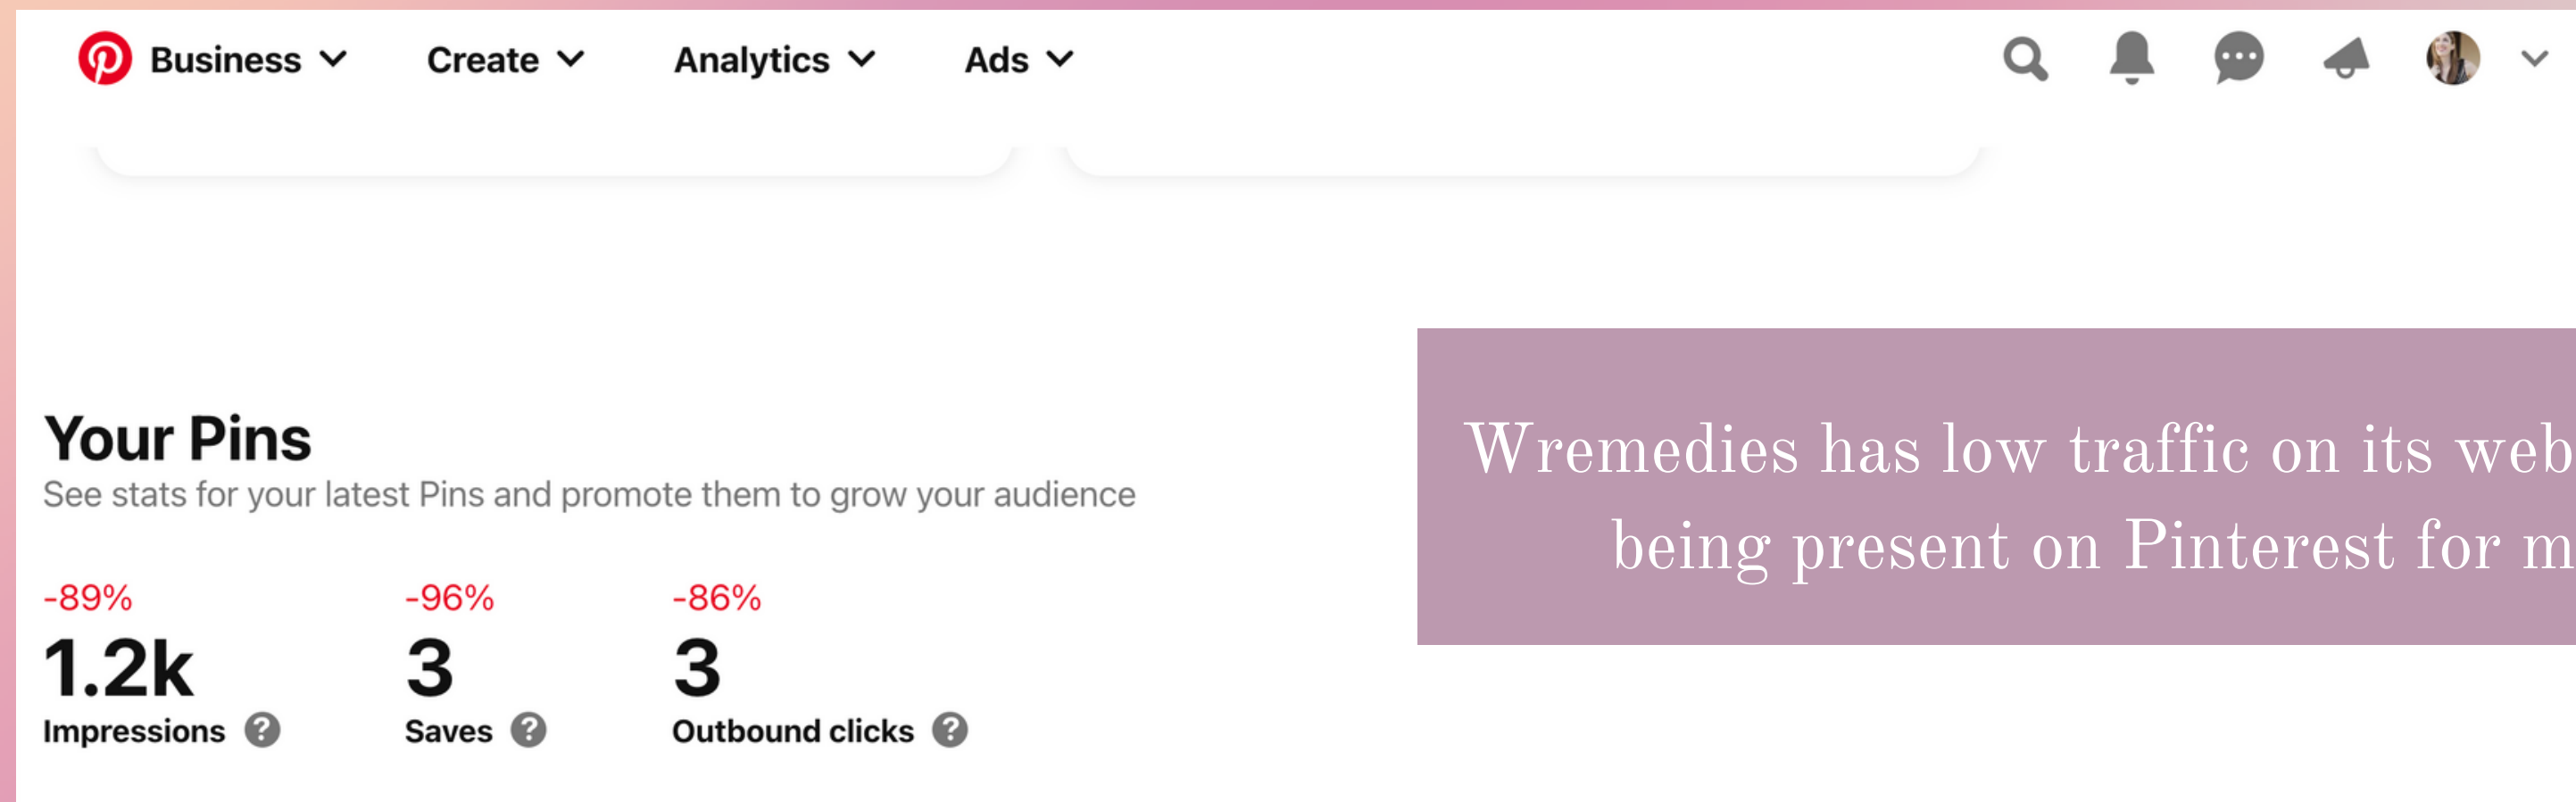 Business
Create
Analytics
Ads
Your Pins
See stats for your latest Pins and promote them to grow your audience
-89%
-96%
-86%
1.2k
3
3
Impressions
Saves
Outbound clicks
Wremedies has low traffic on its web
being present on Pinterest for